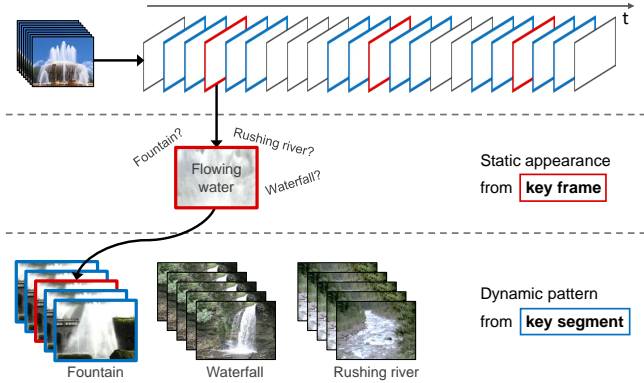 t
Fountain?
Rushing river?
Flowing
water
Waterfall?
Static appearance
from key frame
Dynamic pattern
from key segment
Fountain
Waterfall
Rushing river